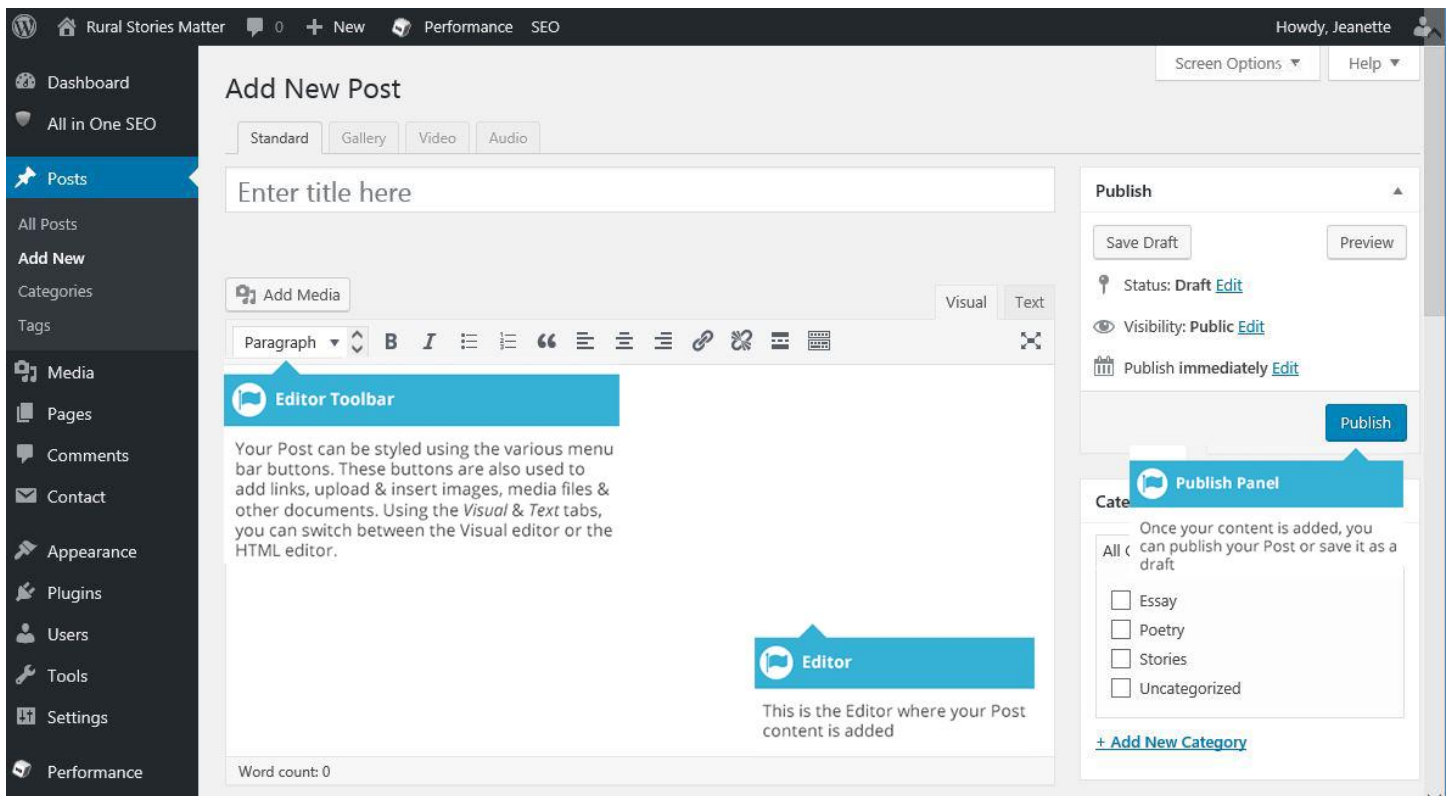 Rural Stories Matter 0 + New Performance SEO Howdy, Jeanette
Dashboard
All in One SEO
Posts
All Posts
Add New
Categories
Tags
Media
Pages
Comments
Contact
Appearance
Plugins
Users
Tools
Settings
Performance
Screen Options Help
Add New Post
Standard Gallery Video Audio
Enter title here
Add Media
Visual Text
Paragraph B I
Editor Toolbar
Your Post can be styled using the various menu
bar buttons. These buttons are also used to
add links, upload & insert images, media files &
other documents. Using the Visual & Text tabs,
you can switch between the Visual editor or the
HTML editor.
Editor
This is the Editor where your Post
content is added
Word count: 0
Publish
Save Draft Preview
Status: Draft Edit
Visibility: Public Edit
Publish immediately Edit
Publish
Publish Panel
Once your content is added, you
can publish your Post or save it as a
draft
Cate
All
Essay
Poetry
Stories
Uncategorized
+ Add New Category